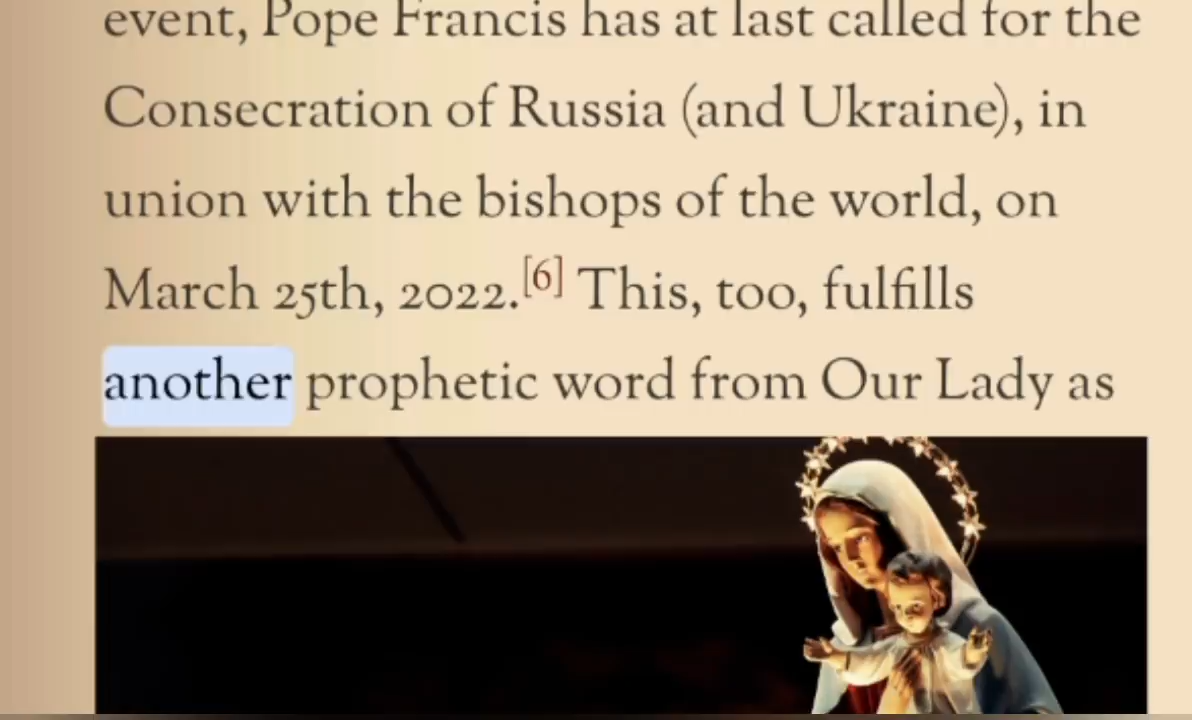 event, Pope Francis has at last called for the
Consecration of Russia (and Ukraine), in
union with the bishops of the world, on
March 25th, 2022.[6] This, too, fulfills
another prophetic word from Our Lady as